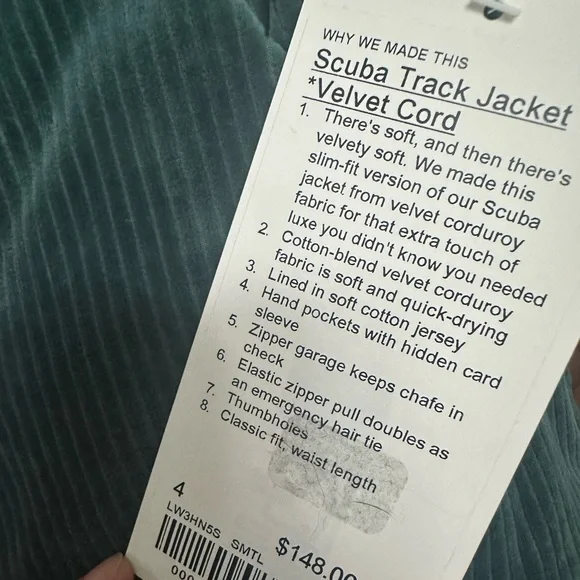 WHY WE MADE THIS
Scuba Track Jacket
*Velvet Cord
1. There's soft, and then there's
velvety soft. We made this
slim-fit version of our Scuba
jacket from velvet corduroy
fabric for that extra touch of
luxe you didn't know you needed
2. Cotton-blend velvet corduroy
fabric is soft and quick-drying
3. Lined in soft cotton jersey
4. Hand pockets with hidden card
sleeve
5. Zipper garage keeps chafe in
check
6. Elastic zipper pull doubles as
an emergency hair tie
7. Thumbholes
8. Classic fit, waist length
4
LW3HN5S SMTL
$148.00